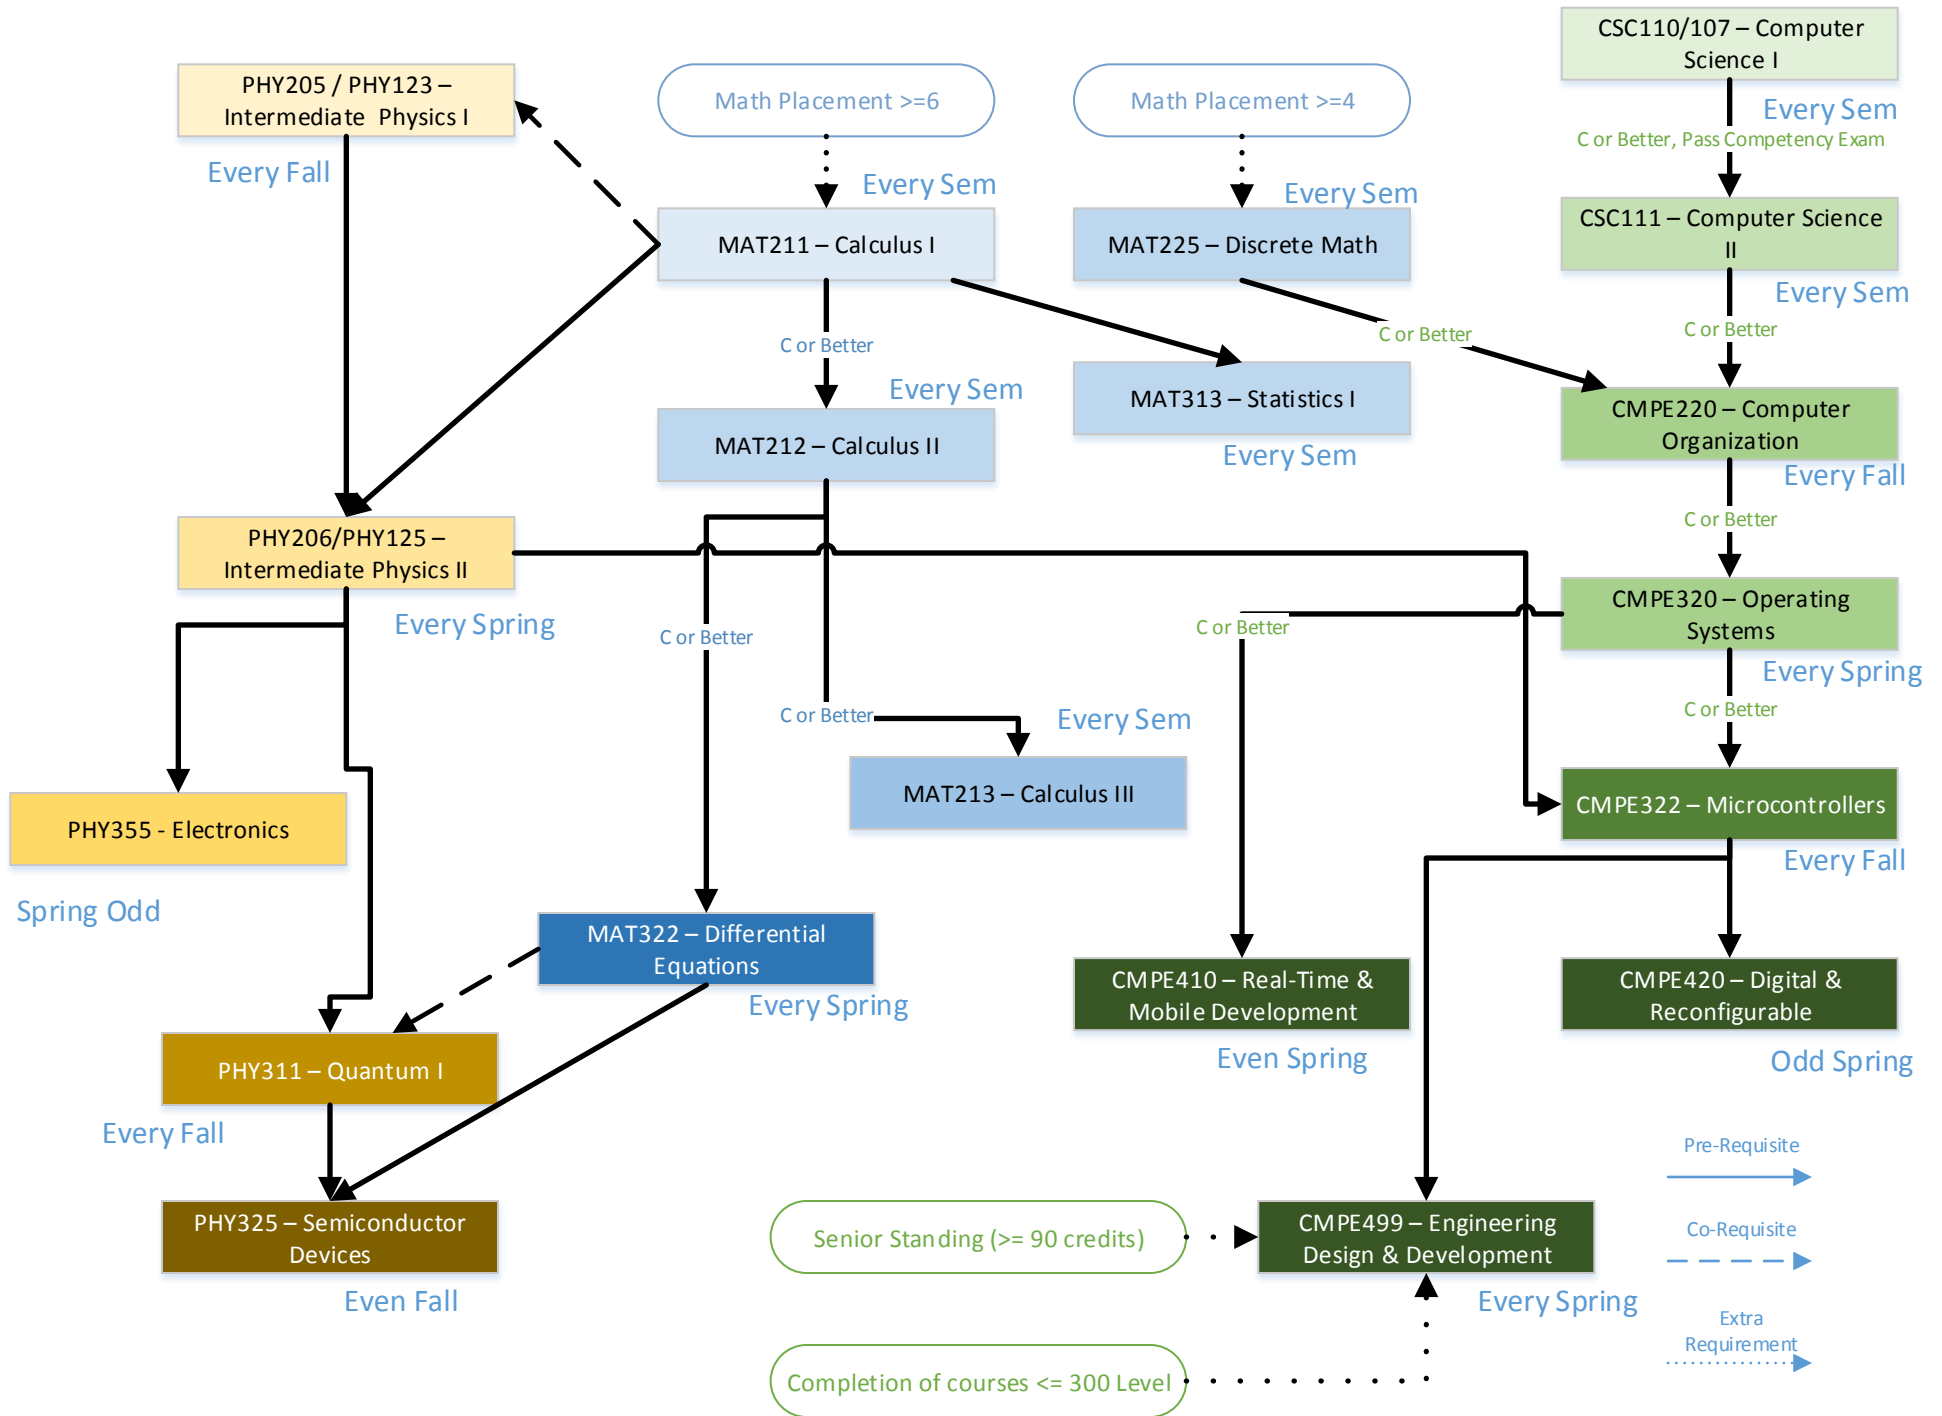 CSC110/107 – Computer
Science I
PHY205 / PHY123 –
Intermediate Physics I
Math Placement >=6
Math Placement >=4
Every Sem
C or Better, Pass Competency Exam
Every Fall
Every Sem
Every Sem
MAT211 – Calculus I
MAT225 – Discrete Math
CSC111 – Computer Science
II
Every Sem
C or Better
C or Better
C or Better
Every Sem
MAT313 – Statistics I
CMPE220 – Computer
Organization
MAT212 – Calculus II
Every Sem
Every Fall
C or Better
PHY206/PHY125 –
Intermediate Physics II
Every Spring
C or Better
C or Better
CMPE320 – Operating
Systems
Every Spring
C or Better
C or Better
Every Sem
MAT213 – Calculus III
CMPE322 – Microcontrollers
PHY355 - Electronics
Every Fall
Spring Odd
MAT322 – Differential
Equations
Every Spring
CMPE410 – Real-Time &
Mobile Development
CMPE420 – Digital &
Reconfigurable
Even Spring
Odd Spring
PHY311 – Quantum I
Every Fall
Pre-Requisite
PHY325 – Semiconductor
Devices
Even Fall
Senior Standing (>= 90 credits)
CMPE499 – Engineering
Design & Development
Every Spring
Co-Requisite
Extra
Requirement
Completion of courses <= 300 Level